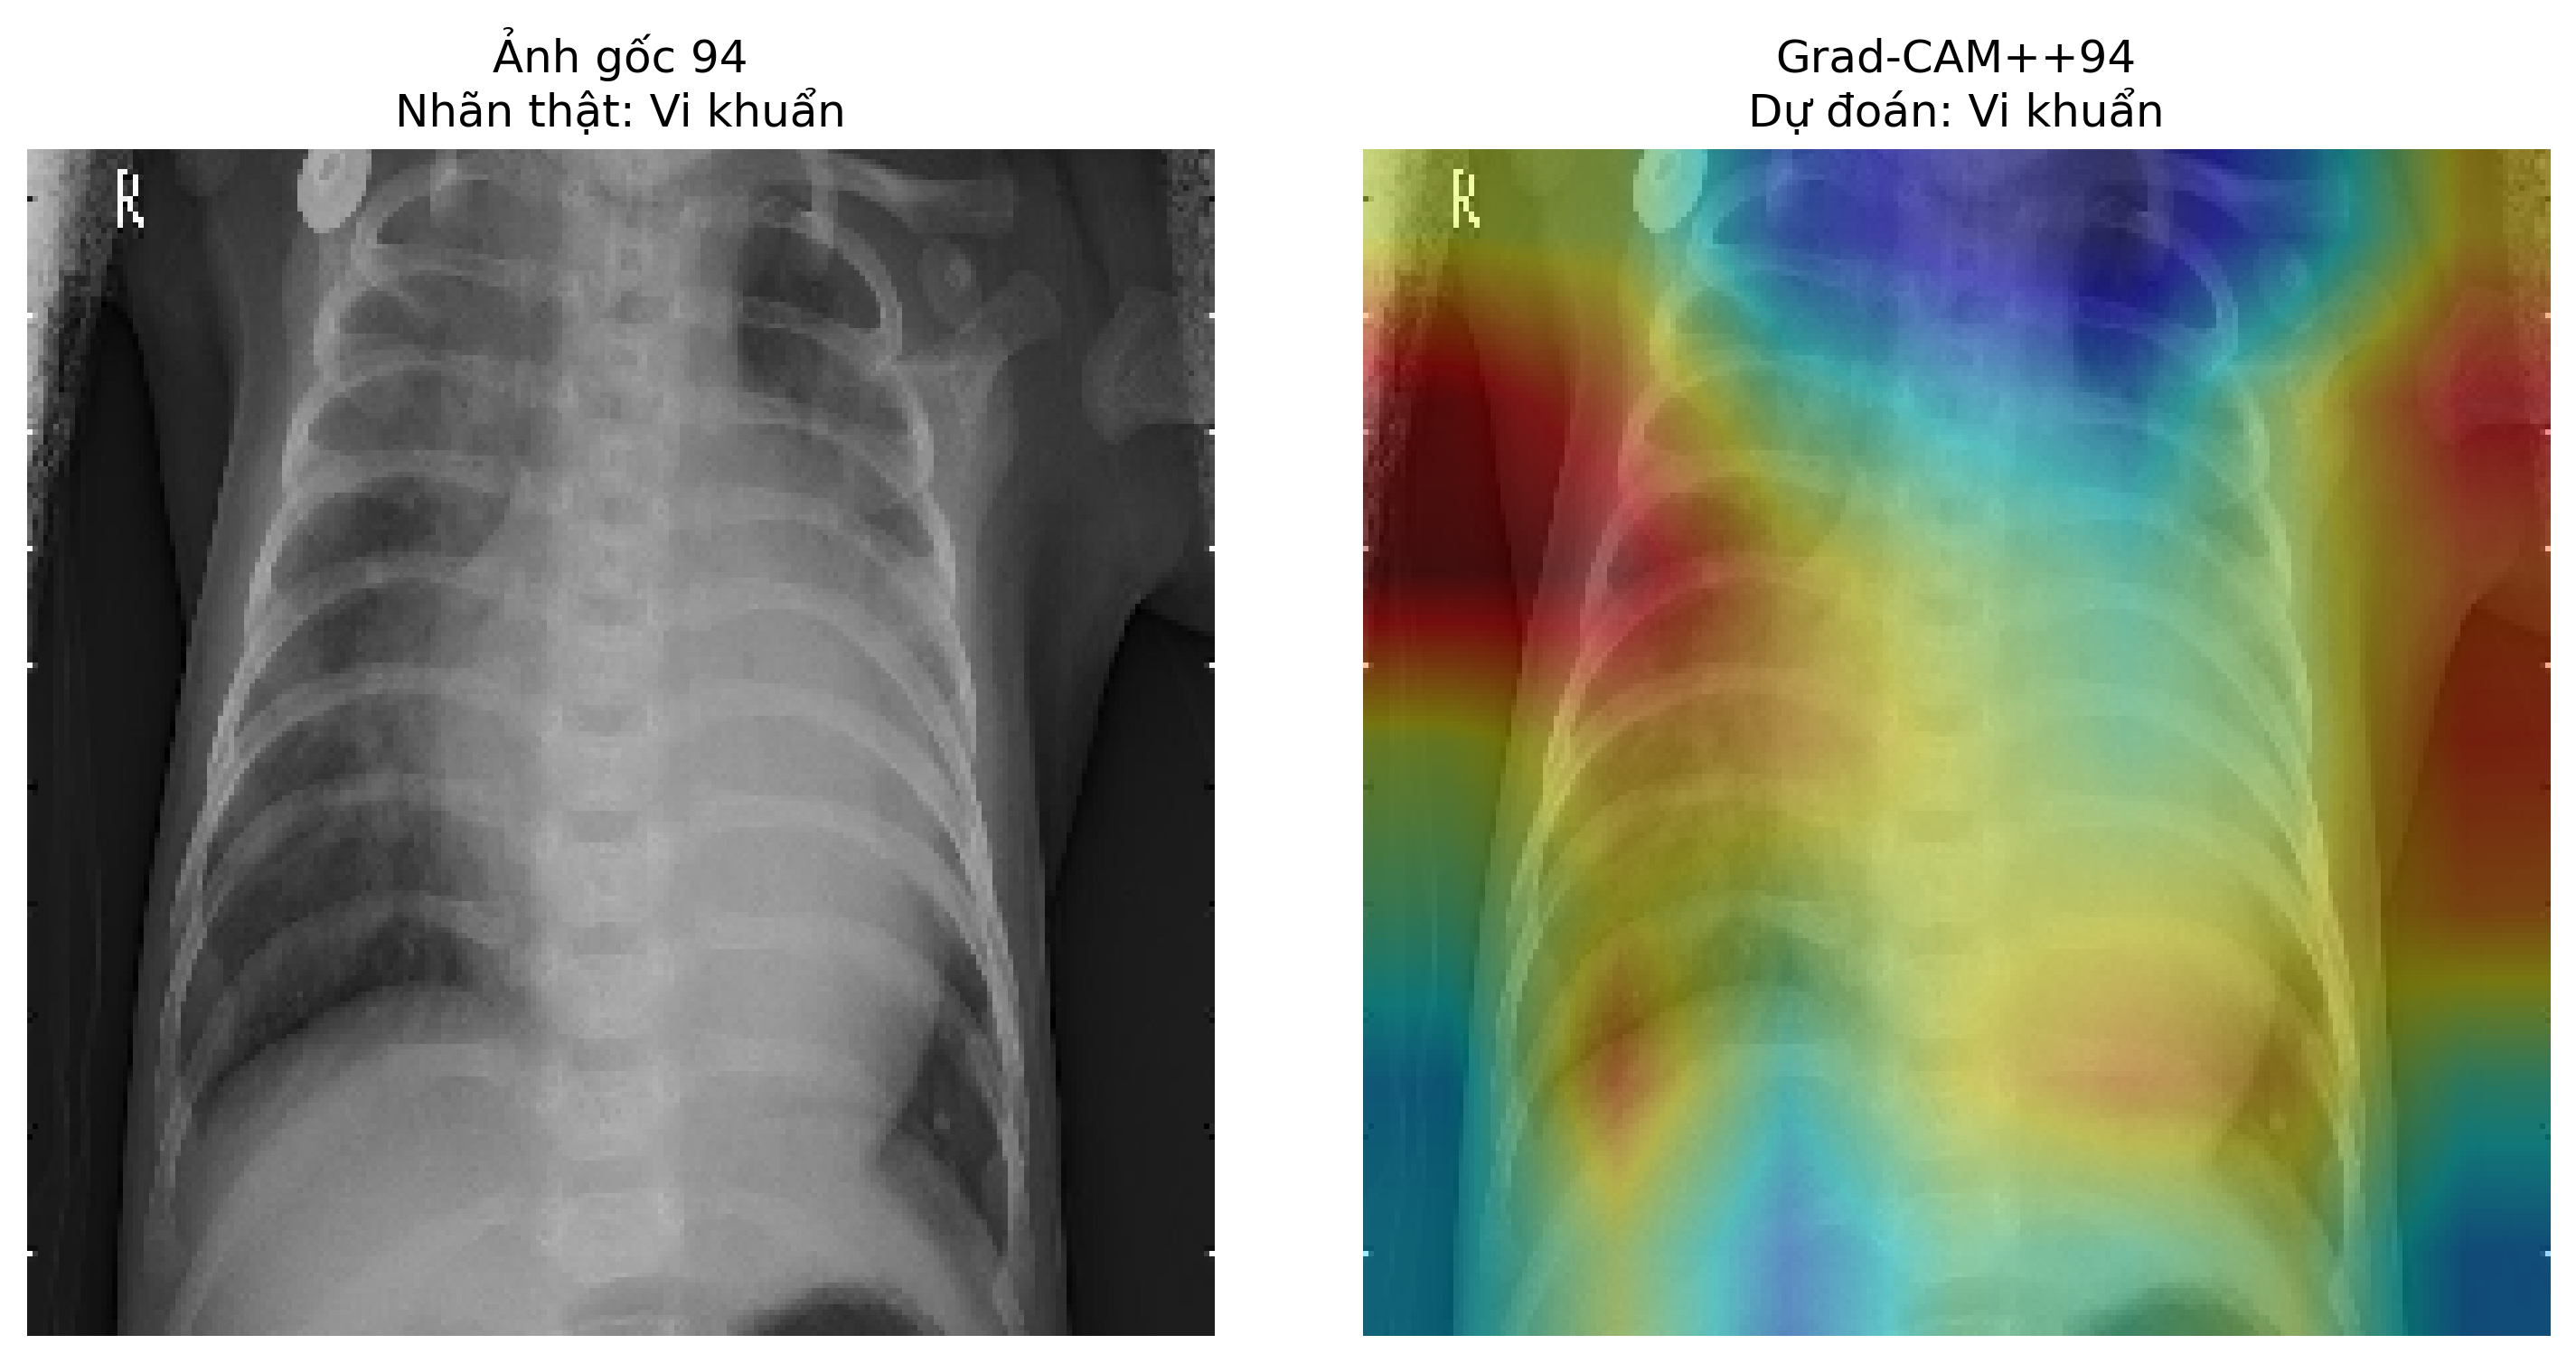 Ảnh gốc 94
Nhãn thật: Vi khuẩn
R
Grad-CAM++94
Dự đoán: Vi khuẩn
R